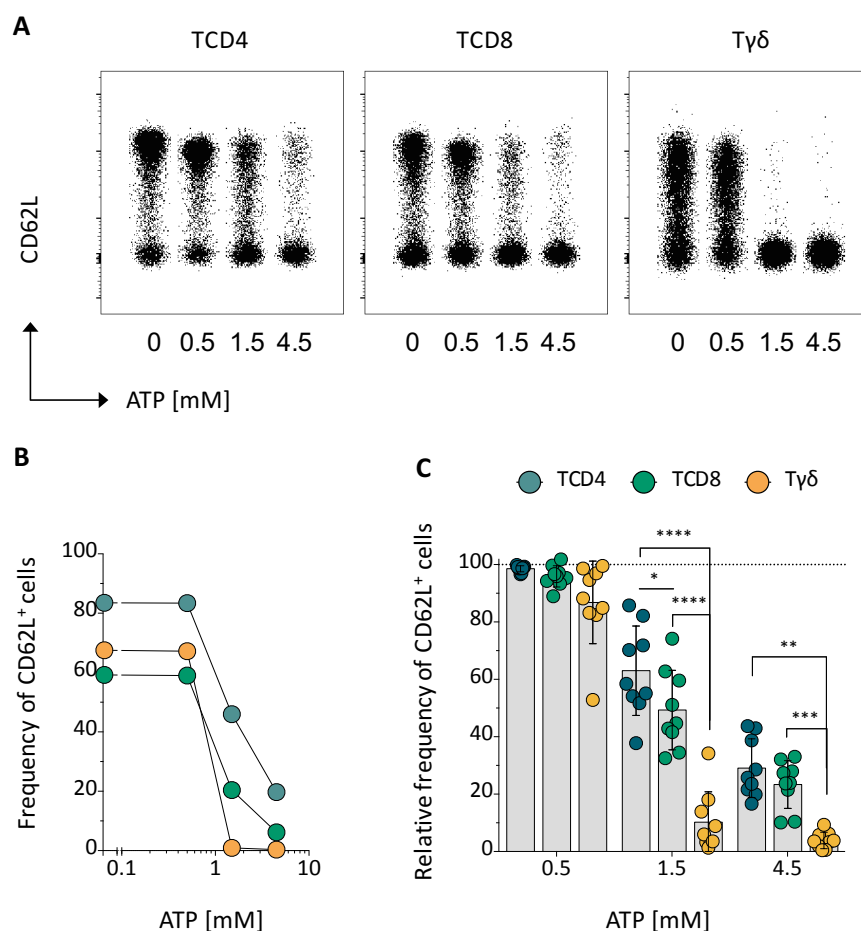 A
TCD4 TCD8 Tγδ
CD62L
0 0.5 1.5 4.5 0 0.5 1.5 4.5 0 0.5 1.5 4.5
ATP [mM]
B
Frequency of CD62L⁺ cells
100
80
60
40
20
0
0.1 1 10
ATP [mM]
C
TCD4 TCD8 Tγδ
Relative frequency of CD62L⁺ cells
100
80
60
40
20
0
****
*
****
**
***
0.5 1.5 4.5
ATP [mM]